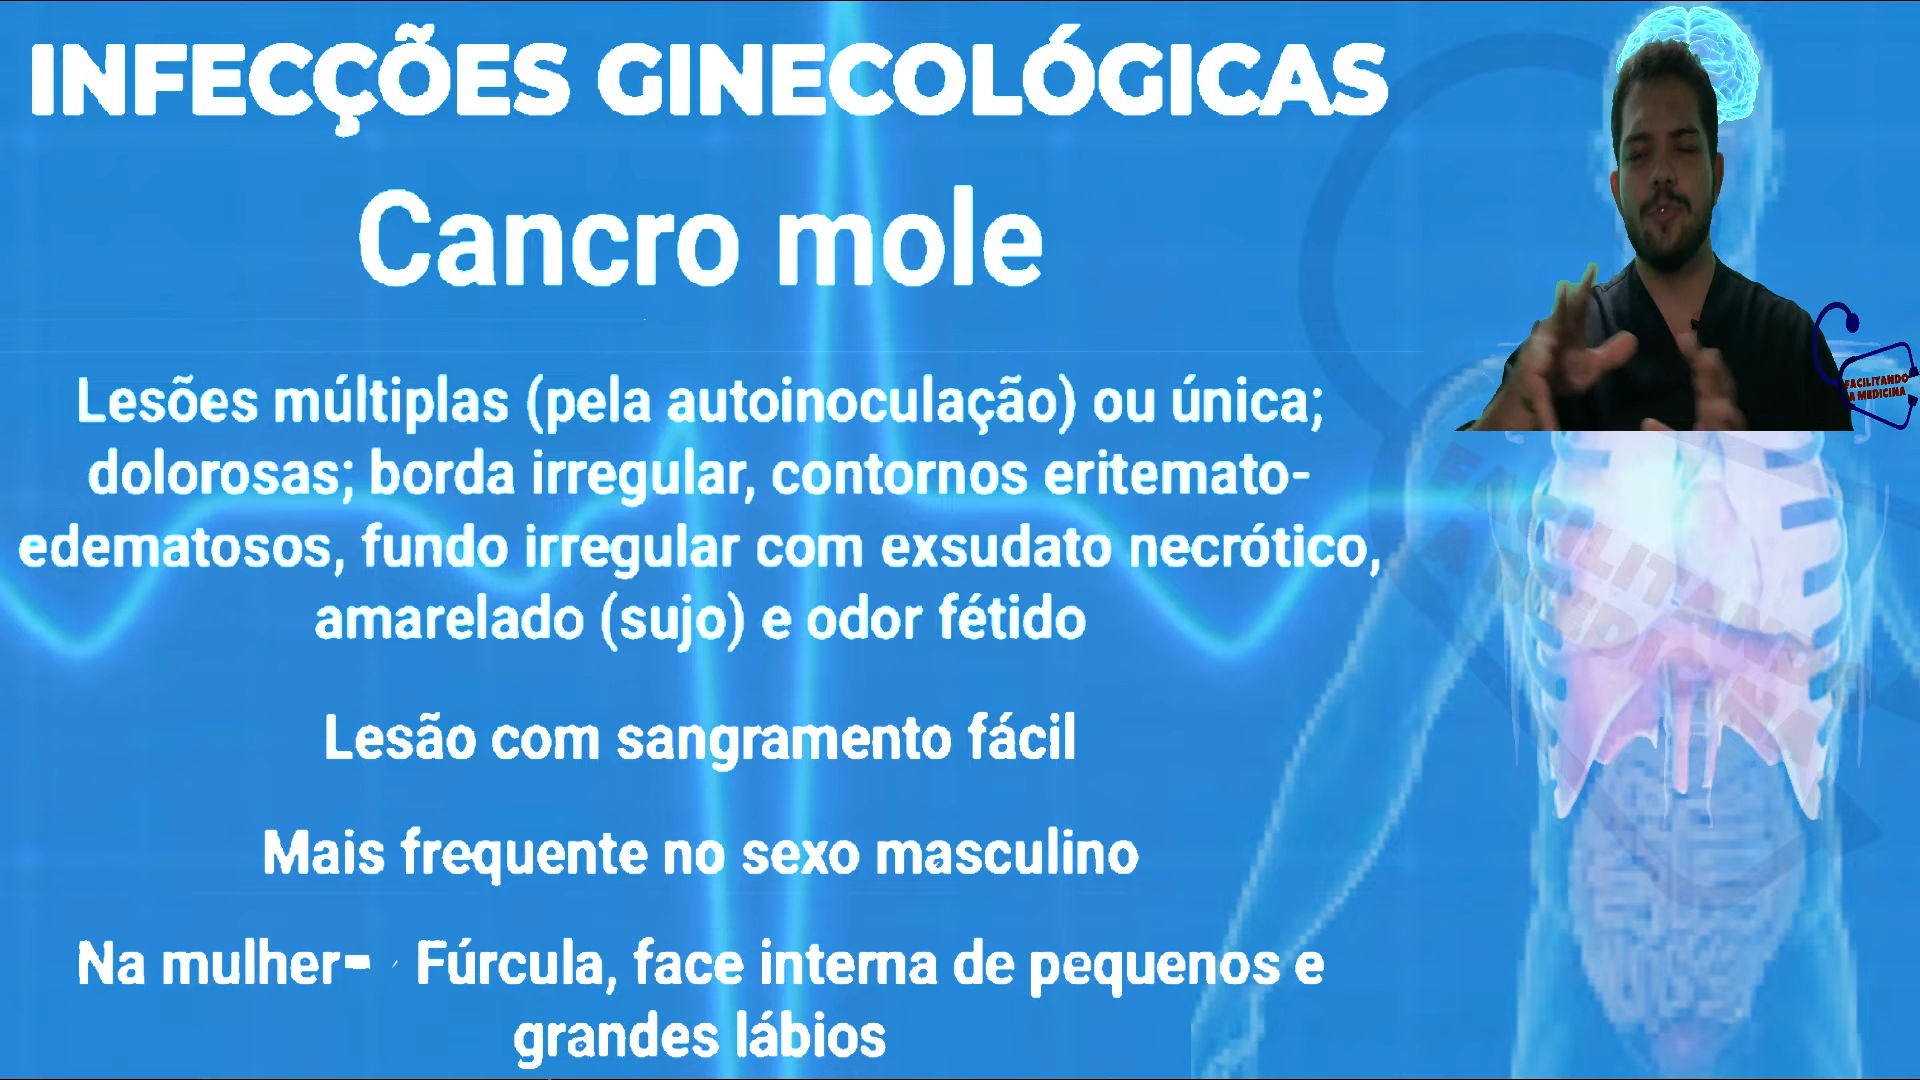 INFECÇÕES GINECOLÓGICAS
Cancro mole
Lesões múltiplas (pela autoinoculação) ou única;
dolorosas; borda irregular, contornos eritemato-
edematosos, fundo irregular com exsudato necrótico,
amarelado (sujo) e odor fétido
Lesão com sangramento fácil
Mais frequente no sexo masculino
Na mulher- Fúrcula, face interna de pequenos e
grandes lábios
FACILITANDO
A MEDICINA
FACILITANDO
A MEDICINA